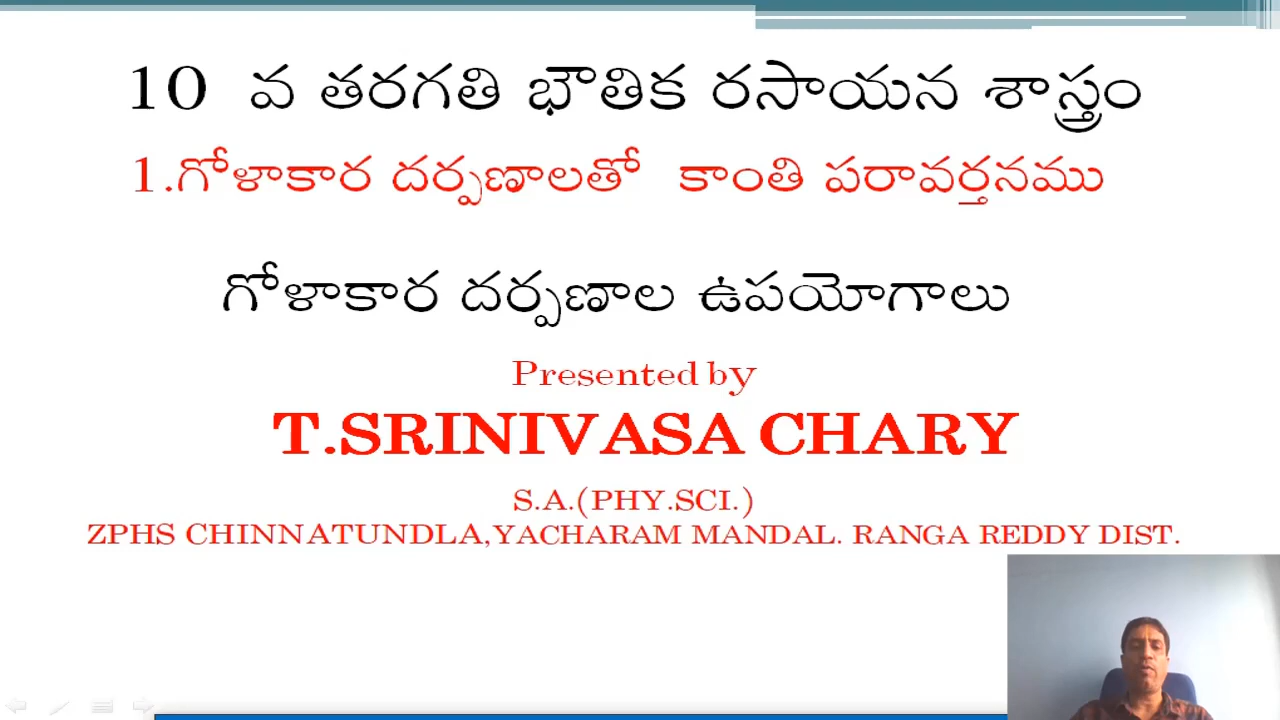 10 వ తరగతి భౌతిక రసాయన శాస్త్రం
1.గోళాకార దర్పణాలతో కాంతి పరావర్తనము
గోళాకార దర్పణాల ఉపయోగాలు
Presented by
T.SRINIVASA CHARY
S.A.(PHY.SCI.)
ZPHS CHINNATUNDLA,YACHARAM MANDAL. RANGA REDDY DIST.